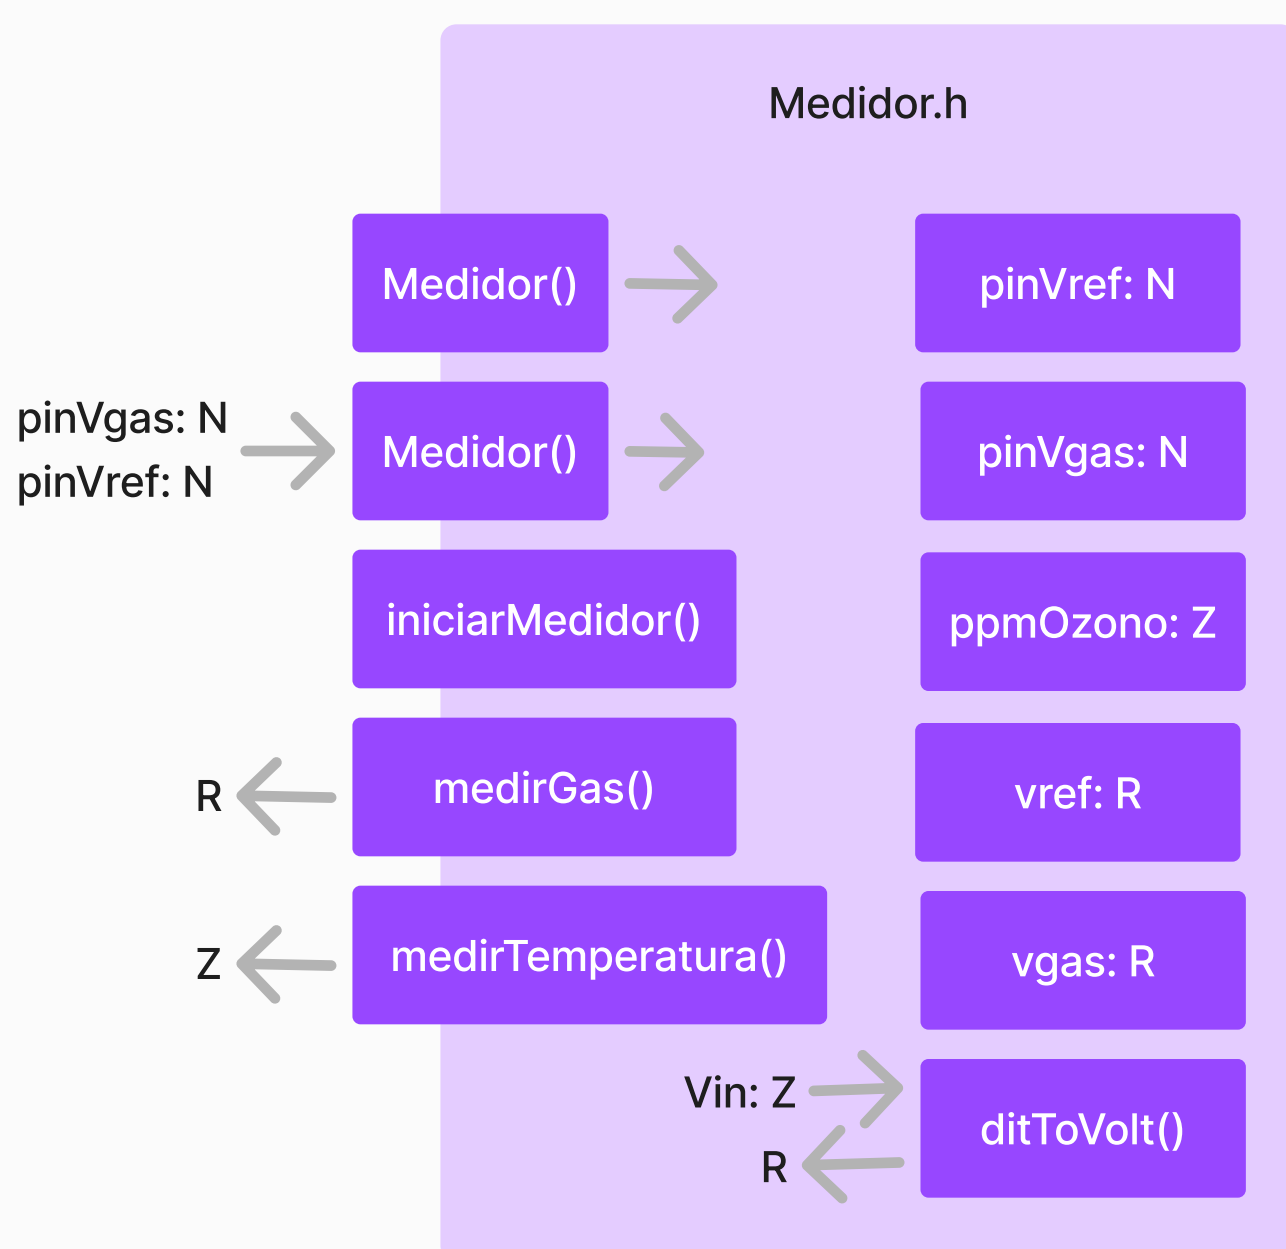 Medidor.h
Medidor()
pinVref: N
pinVgas: N
pinVref: N
Medidor()
pinVgas: N
iniciarMedidor()
ppmOzono: Z
R
medirGas()
vref: R
Z
medirTemperatura()
vgas: R
Vin: Z
R
ditToVolt()